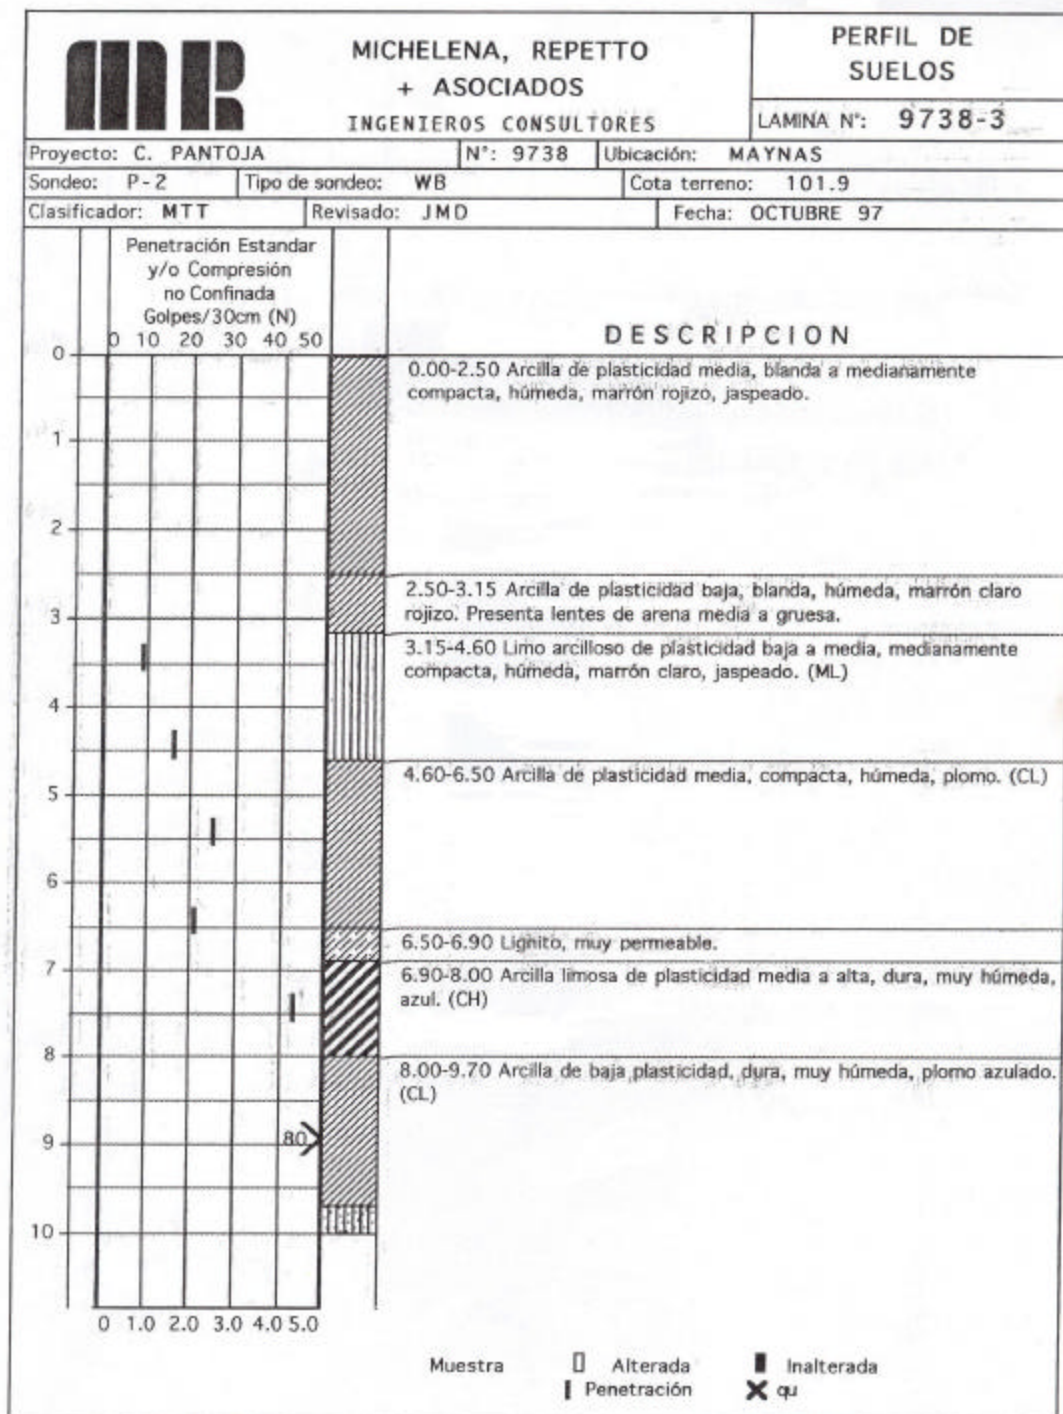 MR
MICHELENA, REPETTO
+ ASOCIADOS
INGENIEROS CONSULTORES
PERFIL DE
SUELOS
LAMINA N°: 9738-3
Proyecto: C. PANTOJA N°: 9738 Ubicación: MAYNAS
Sondeo: P-2 Tipo de sondeo: WB Cota terreno: 101.9
Clasificador: MTT Revisado: JMD Fecha: OCTUBRE 97
Penetración Estandar
y/o Compresión
no Confinada
Golpes/30cm (N)
0 10 20 30 40 50
DESCRIPCION
0
0.00-2.50 Arcilla de plasticidad media, blanda a medianamente
compacta, húmeda, marrón rojizo, jaspeado.
1
2
2.50-3.15 Arcilla de plasticidad baja, blanda, húmeda, marrón claro
rojizo. Presenta lentes de arena media a gruesa.
3
3.15-4.60 Limo arcilloso de plasticidad baja a media, medianamente
compacta, húmeda, marrón claro, jaspeado. (ML)
4
4.60-6.50 Arcilla de plasticidad media, compacta, húmeda, plomo. (CL)
5
6
6.50-6.90 Lignito, muy permeable.
7
6.90-8.00 Arcilla limosa de plasticidad media a alta, dura, muy húmeda,
azul. (CH)
8
8.00-9.70 Arcilla de baja plasticidad, dura, muy húmeda, plomo azulado.
(CL)
80
9
10
0 1.0 2.0 3.0 4.0 5.0
Muestra Alterada Inalterada
Penetración qu